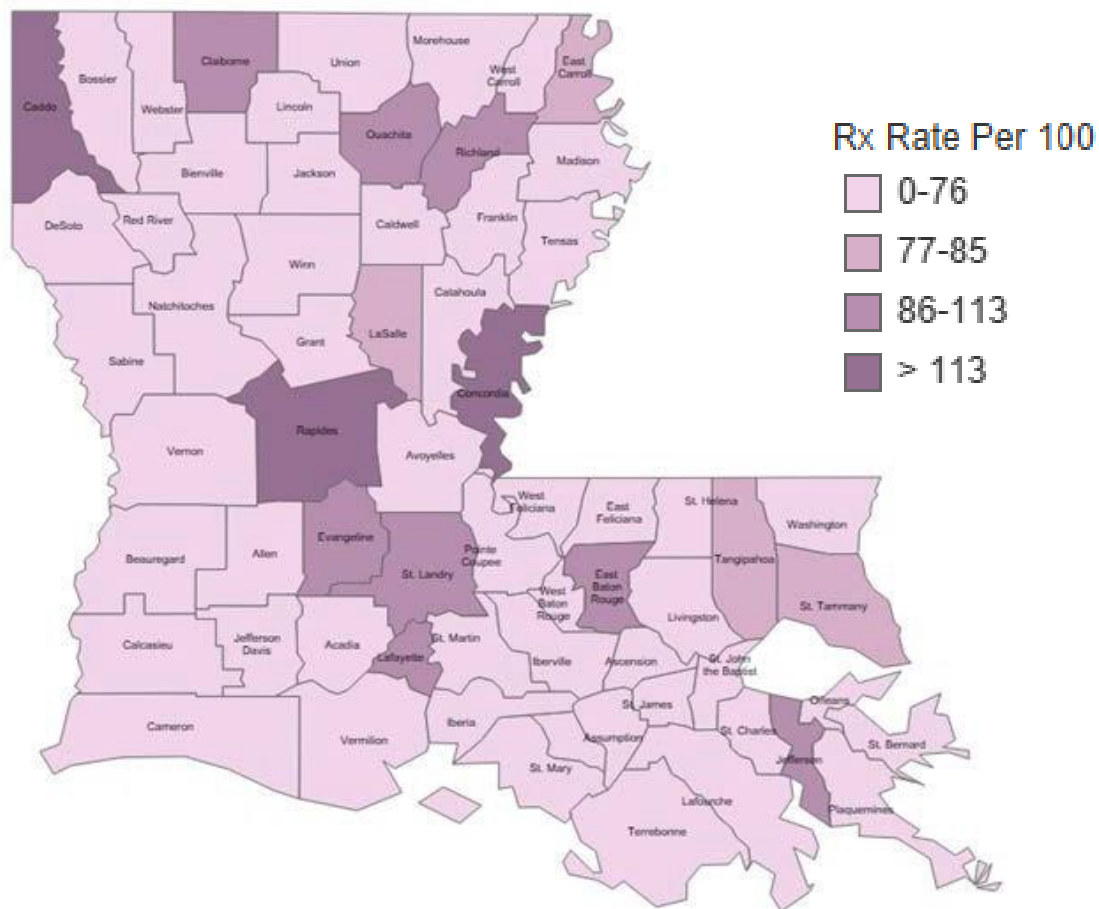 Caddo
Bossier
Webster
Claiborne
Union
Morehouse
West
Carroll
East
Carroll
Lincoln
Ouachita
Richland
Madison
Bienville
Jackson
DeSoto
Red River
Caldwell
Franklin
Tensas
Winn
Natchitoches
Catahoula
Sabine
Grant
LaSalle
Concordia
Rapides
Vernon
Avoyelles
West
Feliciana
East
Feliciana
St. Helena
Washington
Beauregard
Allen
Evangeline
St. Landry
Pointe
Coupee
West
Baton
Rouge
East
Baton
Rouge
Tangipahoa
Livingston
St. Tammany
Calcasieu
Jefferson
Davis
Acadia
Lafayette
St. Martin
Iberville
Ascension
St. John
the Baptist
Cameron
Vermilion
Iberia
St. James
Assumption
St. Charles
Orleans
St. Bernard
Jefferson
St. Mary
Lafourche
Plaquemines
Terrebonne
Rx Rate Per 100
0-76
77-85
86-113
> 113